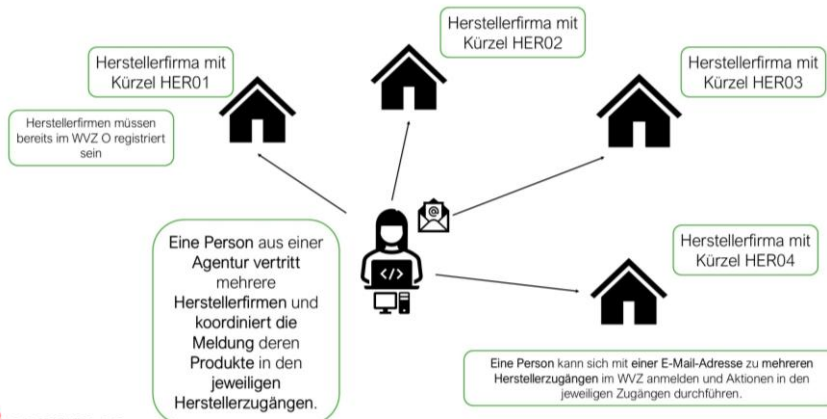 Herstellerfirma mit
Kürzel HER01
Herstellerfirmen müssen
bereits im WVZ O registriert
sein
Herstellerfirma mit
Kürzel HER02
Herstellerfirma mit
Kürzel HER03
@
</>
Eine Person aus einer
Agentur vertritt
mehrere
Herstellerfirmen und
koordiniert die
Meldung deren
Produkte in den
jeweiligen
Herstellerzugängen.
Herstellerfirma mit
Kürzel HER04
Eine Person kann sich mit einer E-Mail-Adresse zu mehreren
Herstellerzugängen im WVZ anmelden und Aktionen in den
jeweiligen Zugängen durchführen.